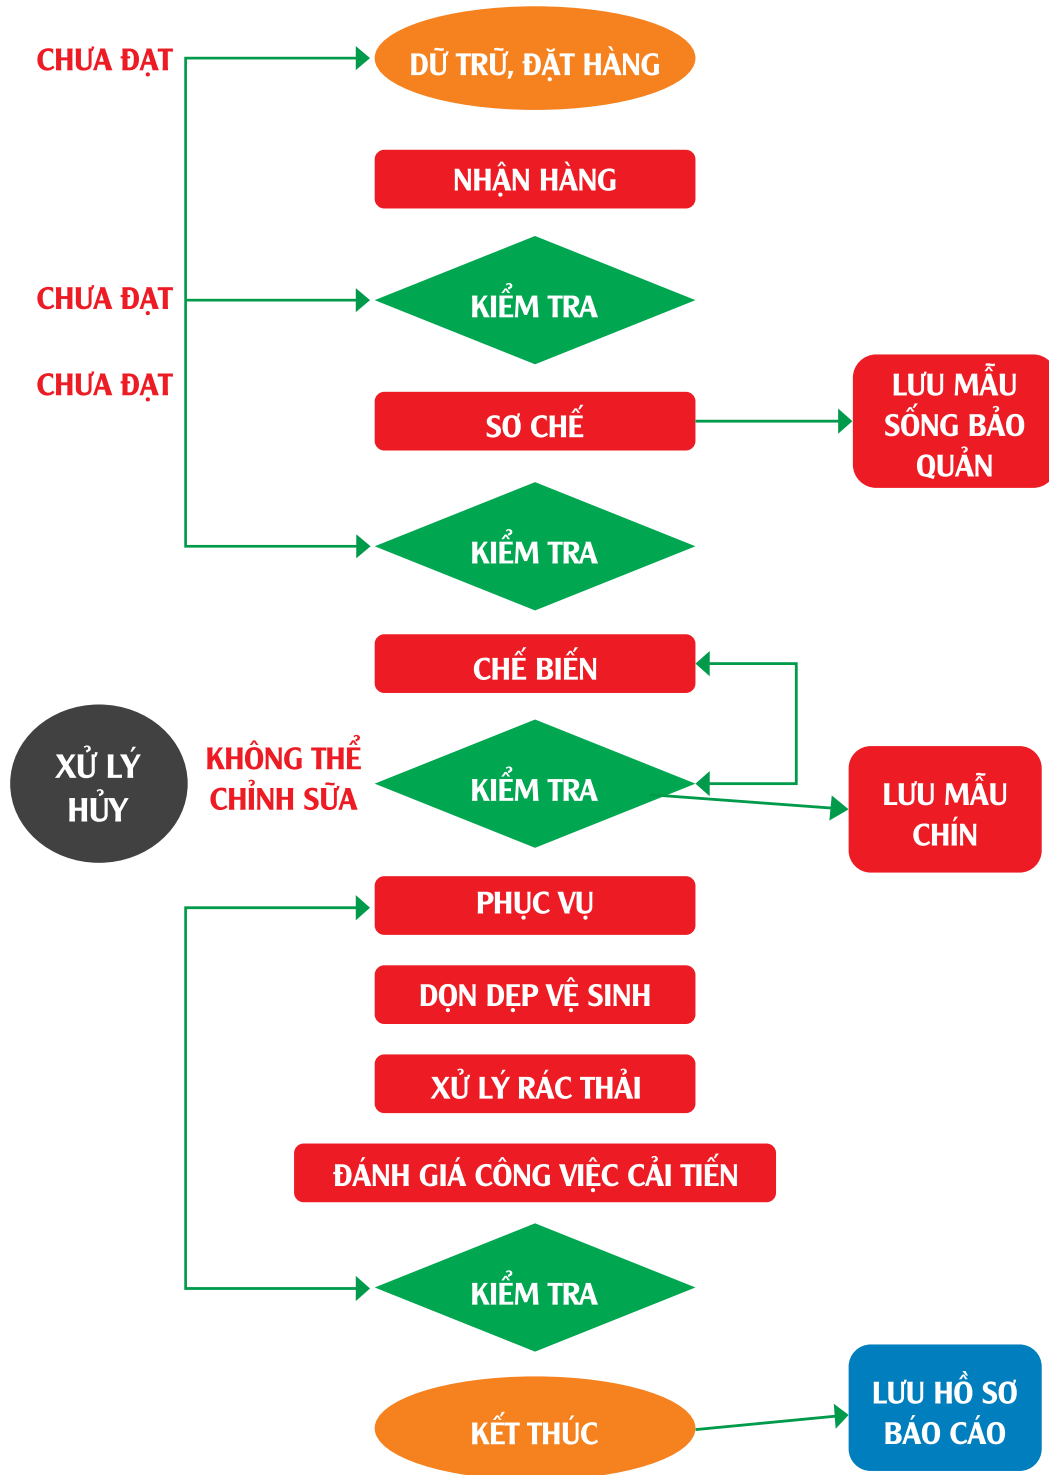 CHƯA ĐẠT
DỮ TRỮ, ĐẶT HÀNG
NHẬN HÀNG
CHƯA ĐẠT
KIỂM TRA
CHƯA ĐẠT
SƠ CHẾ
LƯU MẪU
SỐNG BẢO
QUẢN
KIỂM TRA
CHẾ BIẾN
XỬ LÝ
HỦY
KHÔNG THỂ
CHỈNH SỮA
KIỂM TRA
LƯU MẪU
CHÍN
PHỤC VỤ
DỌN DẸP VỆ SINH
XỬ LÝ RÁC THẢI
ĐÁNH GIÁ CÔNG VIỆC CẢI TIẾN
KIỂM TRA
KẾT THÚC
LƯU HỒ SƠ
BÁO CÁO